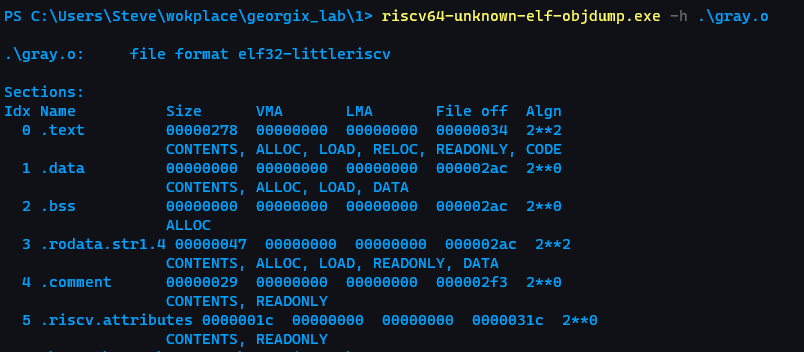 PS C:\Users\Steve\wokplace\georgix_lab\1> riscv64-unknown-elf-objdump.exe -h .\gray.o
.\gray.o:     file format elf32-littleriscv
Sections:
Idx Name          Size      VMA       LMA       File off  Algn
  0 .text         00000278  00000000  00000000  00000034  2**2
                  CONTENTS, ALLOC, LOAD, RELOC, READONLY, CODE
  1 .data         00000000  00000000  00000000  000002ac  2**0
                  CONTENTS, ALLOC, LOAD, DATA
  2 .bss          00000000  00000000  00000000  000002ac  2**0
                  ALLOC
  3 .rodata.str1.4 00000047  00000000  00000000  000002ac  2**2
                  CONTENTS, ALLOC, LOAD, READONLY, DATA
  4 .comment      00000029  00000000  00000000  000002f3  2**0
                  CONTENTS, READONLY
  5 .riscv.attributes 0000001c  00000000  00000000  0000031c  2**0
                  CONTENTS, READONLY